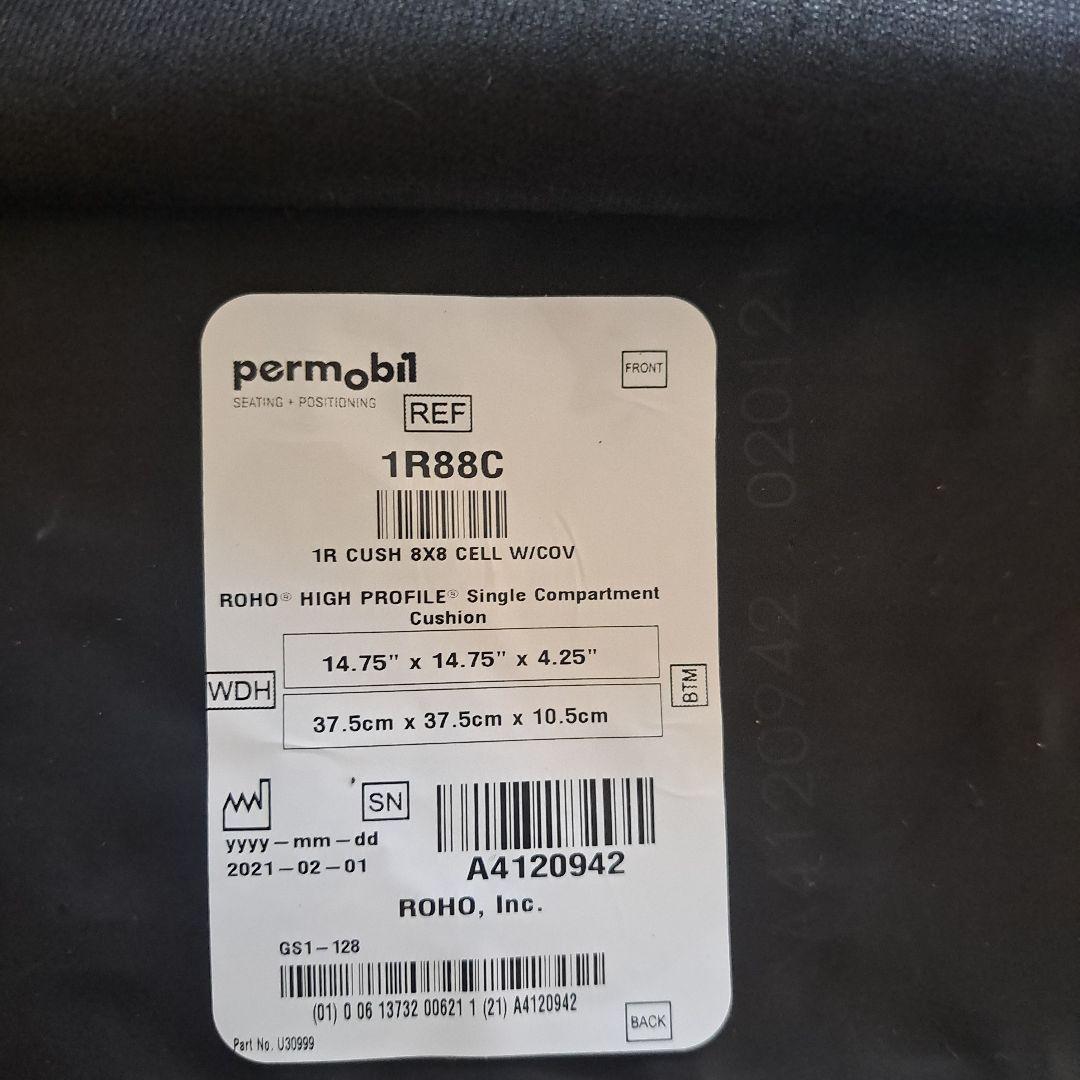 permobil
SEATING + POSITIONING
FRONT
REF
1R88C
1R CUSH 8X8 CELL W/COV
ROHO® HIGH PROFILE® Single Compartment
Cushion
14.75" x 14.75" x 4.25"
WDH
BTM
37.5cm x 37.5cm x 10.5cm
SN
yyyy-mm-dd
2021-02-01
A4120942
ROHO, Inc.
GS1-128
(01) 0 06 13732 00621 1 (21) A4120942
BACK
Part No. U30999
A4120942 020121